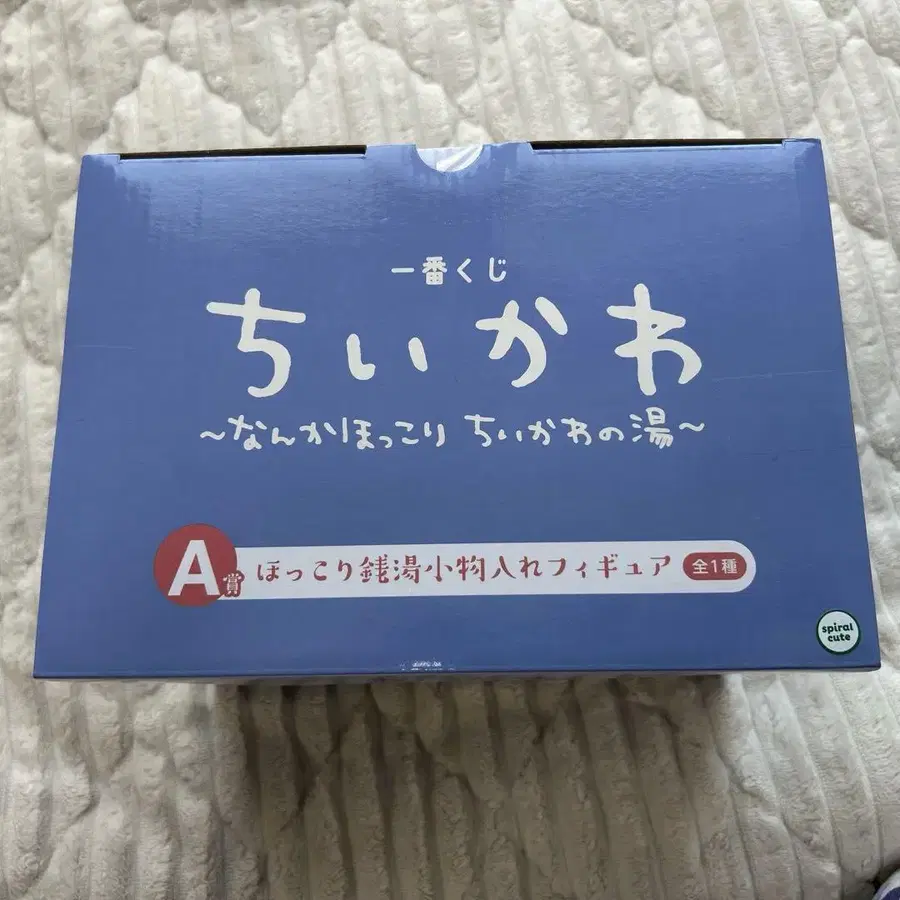 一番くじ
ちいかわ
~なんかほっこり ちいかわの湯~
A賞 ほっこり銭湯小物入れフィギュア 全1種
spiral
cute